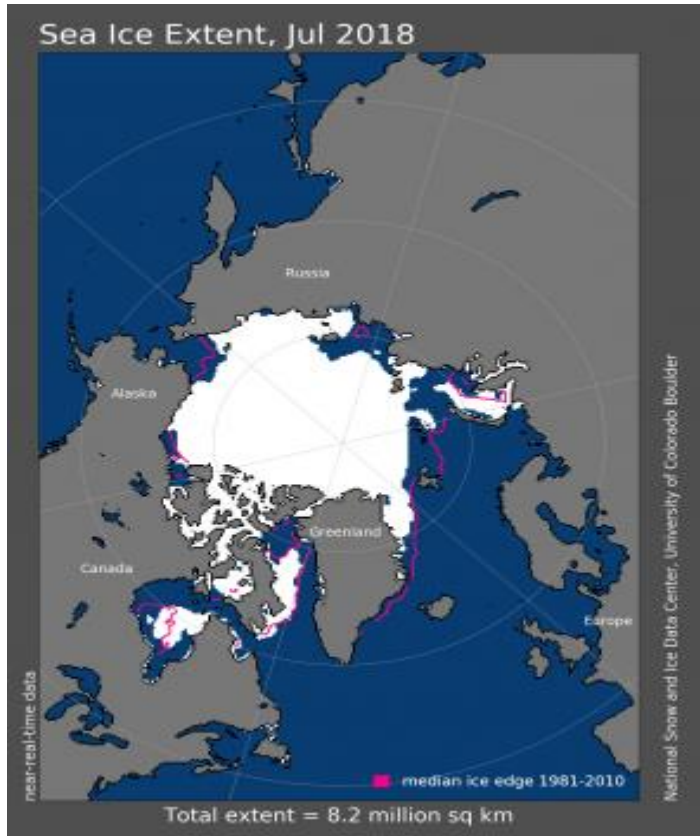 Sea Ice Extent, Jul 2018
Russia
Alaska
Greenland
Canada
Europe
near-real-time data
National Snow and Ice Data Center, University of Colorado Boulder
median ice edge 1981-2010
Total extent = 8.2 million sq km